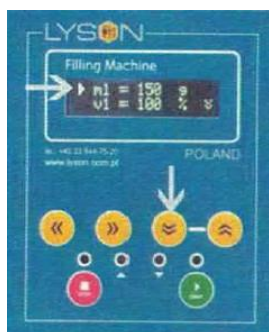 LYSON
Filling Machine
m1 = 150 g
v1 = 100 %
www.lyson.com.pl
POLAND